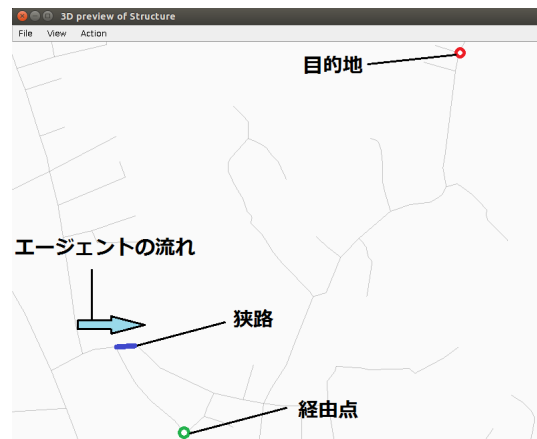 3D preview of Structure
File View Action
目的地
エージェントの流れ
狭路
経由点